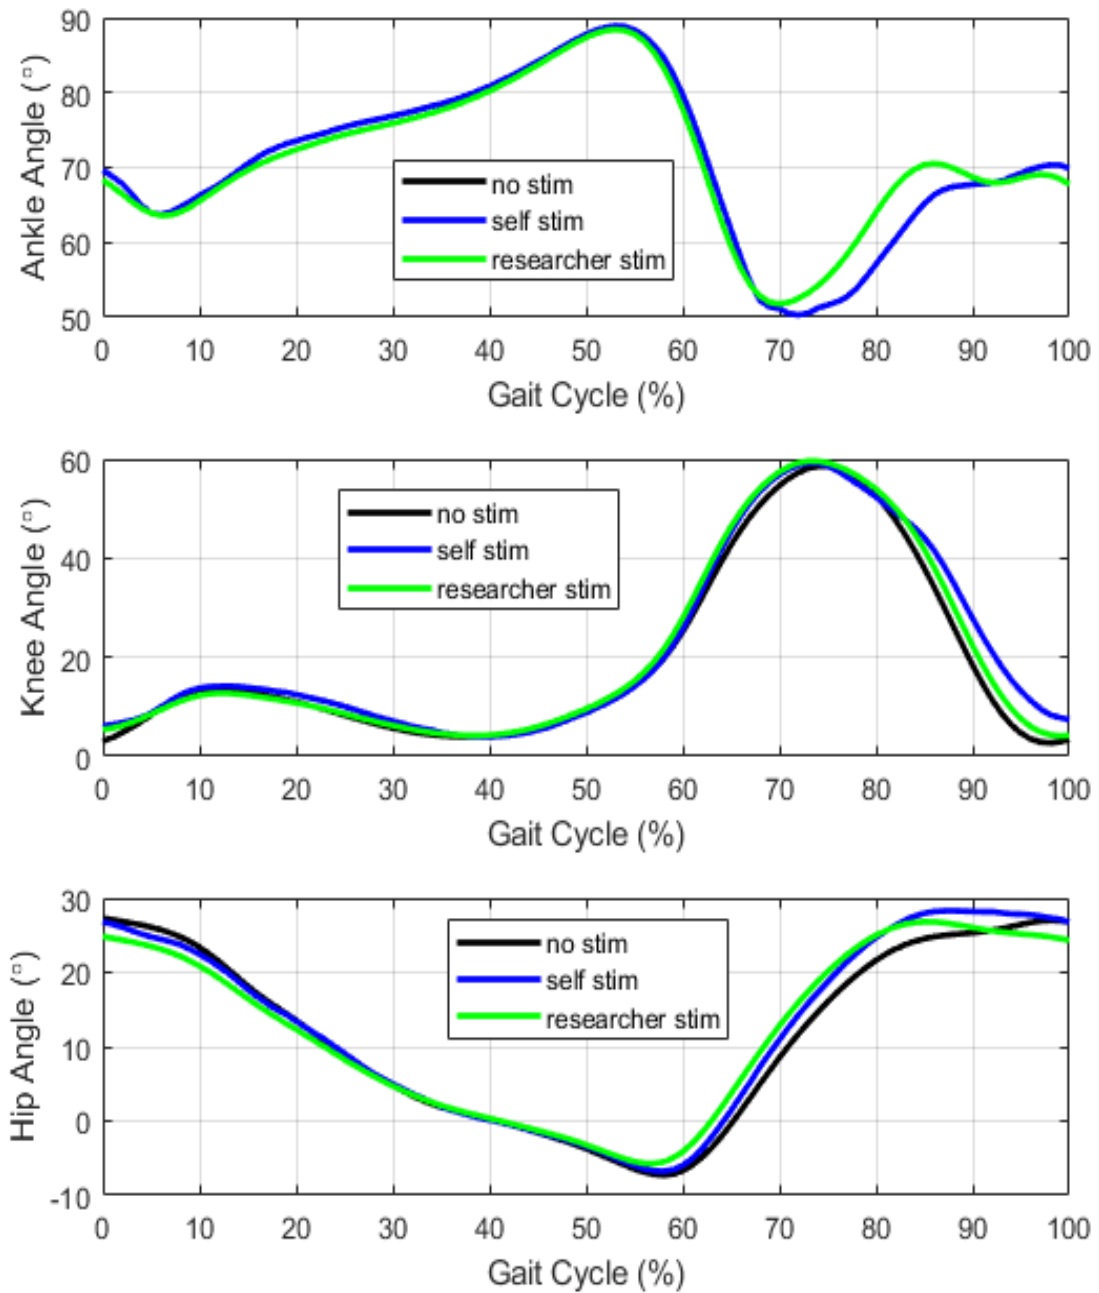 90
80
70
60
50
Ankle Angle (°)
no stim
self stim
researcher stim
0 10 20 30 40 50 60 70 80 90 100
Gait Cycle (%)
60
40
20
0
Knee Angle (°)
no stim
self stim
researcher stim
0 10 20 30 40 50 60 70 80 90 100
Gait Cycle (%)
30
20
10
0
-10
Hip Angle (°)
no stim
self stim
researcher stim
0 10 20 30 40 50 60 70 80 90 100
Gait Cycle (%)